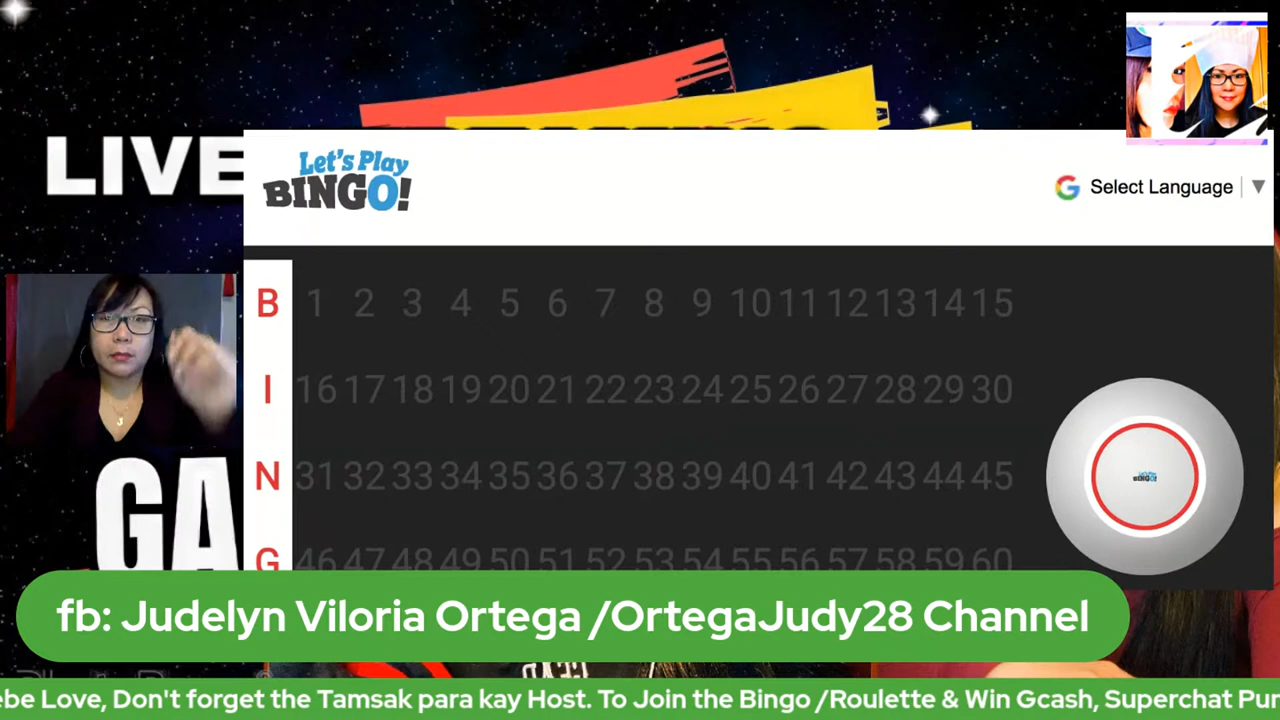 LIVE
Let's Play
BINGO!
Select Language
B 1 2 3 4 5 6 7 8 9 10 11 12 13 14 15
I 16 17 18 19 20 21 22 23 24 25 26 27 28 29 30
N 31 32 33 34 35 36 37 38 39 40 41 42 43 44 45
G 46 47 48 49 50 51 52 53 54 55 56 57 58 59 60
Let's Play
BINGO!
GA
fb: Judelyn Viloria Ortega /OrtegaJudy28 Channel
ebe Love, Don't forget the Tamsak para kay Host. To Join the Bingo /Roulette & Win Gcash, Superchat Pur